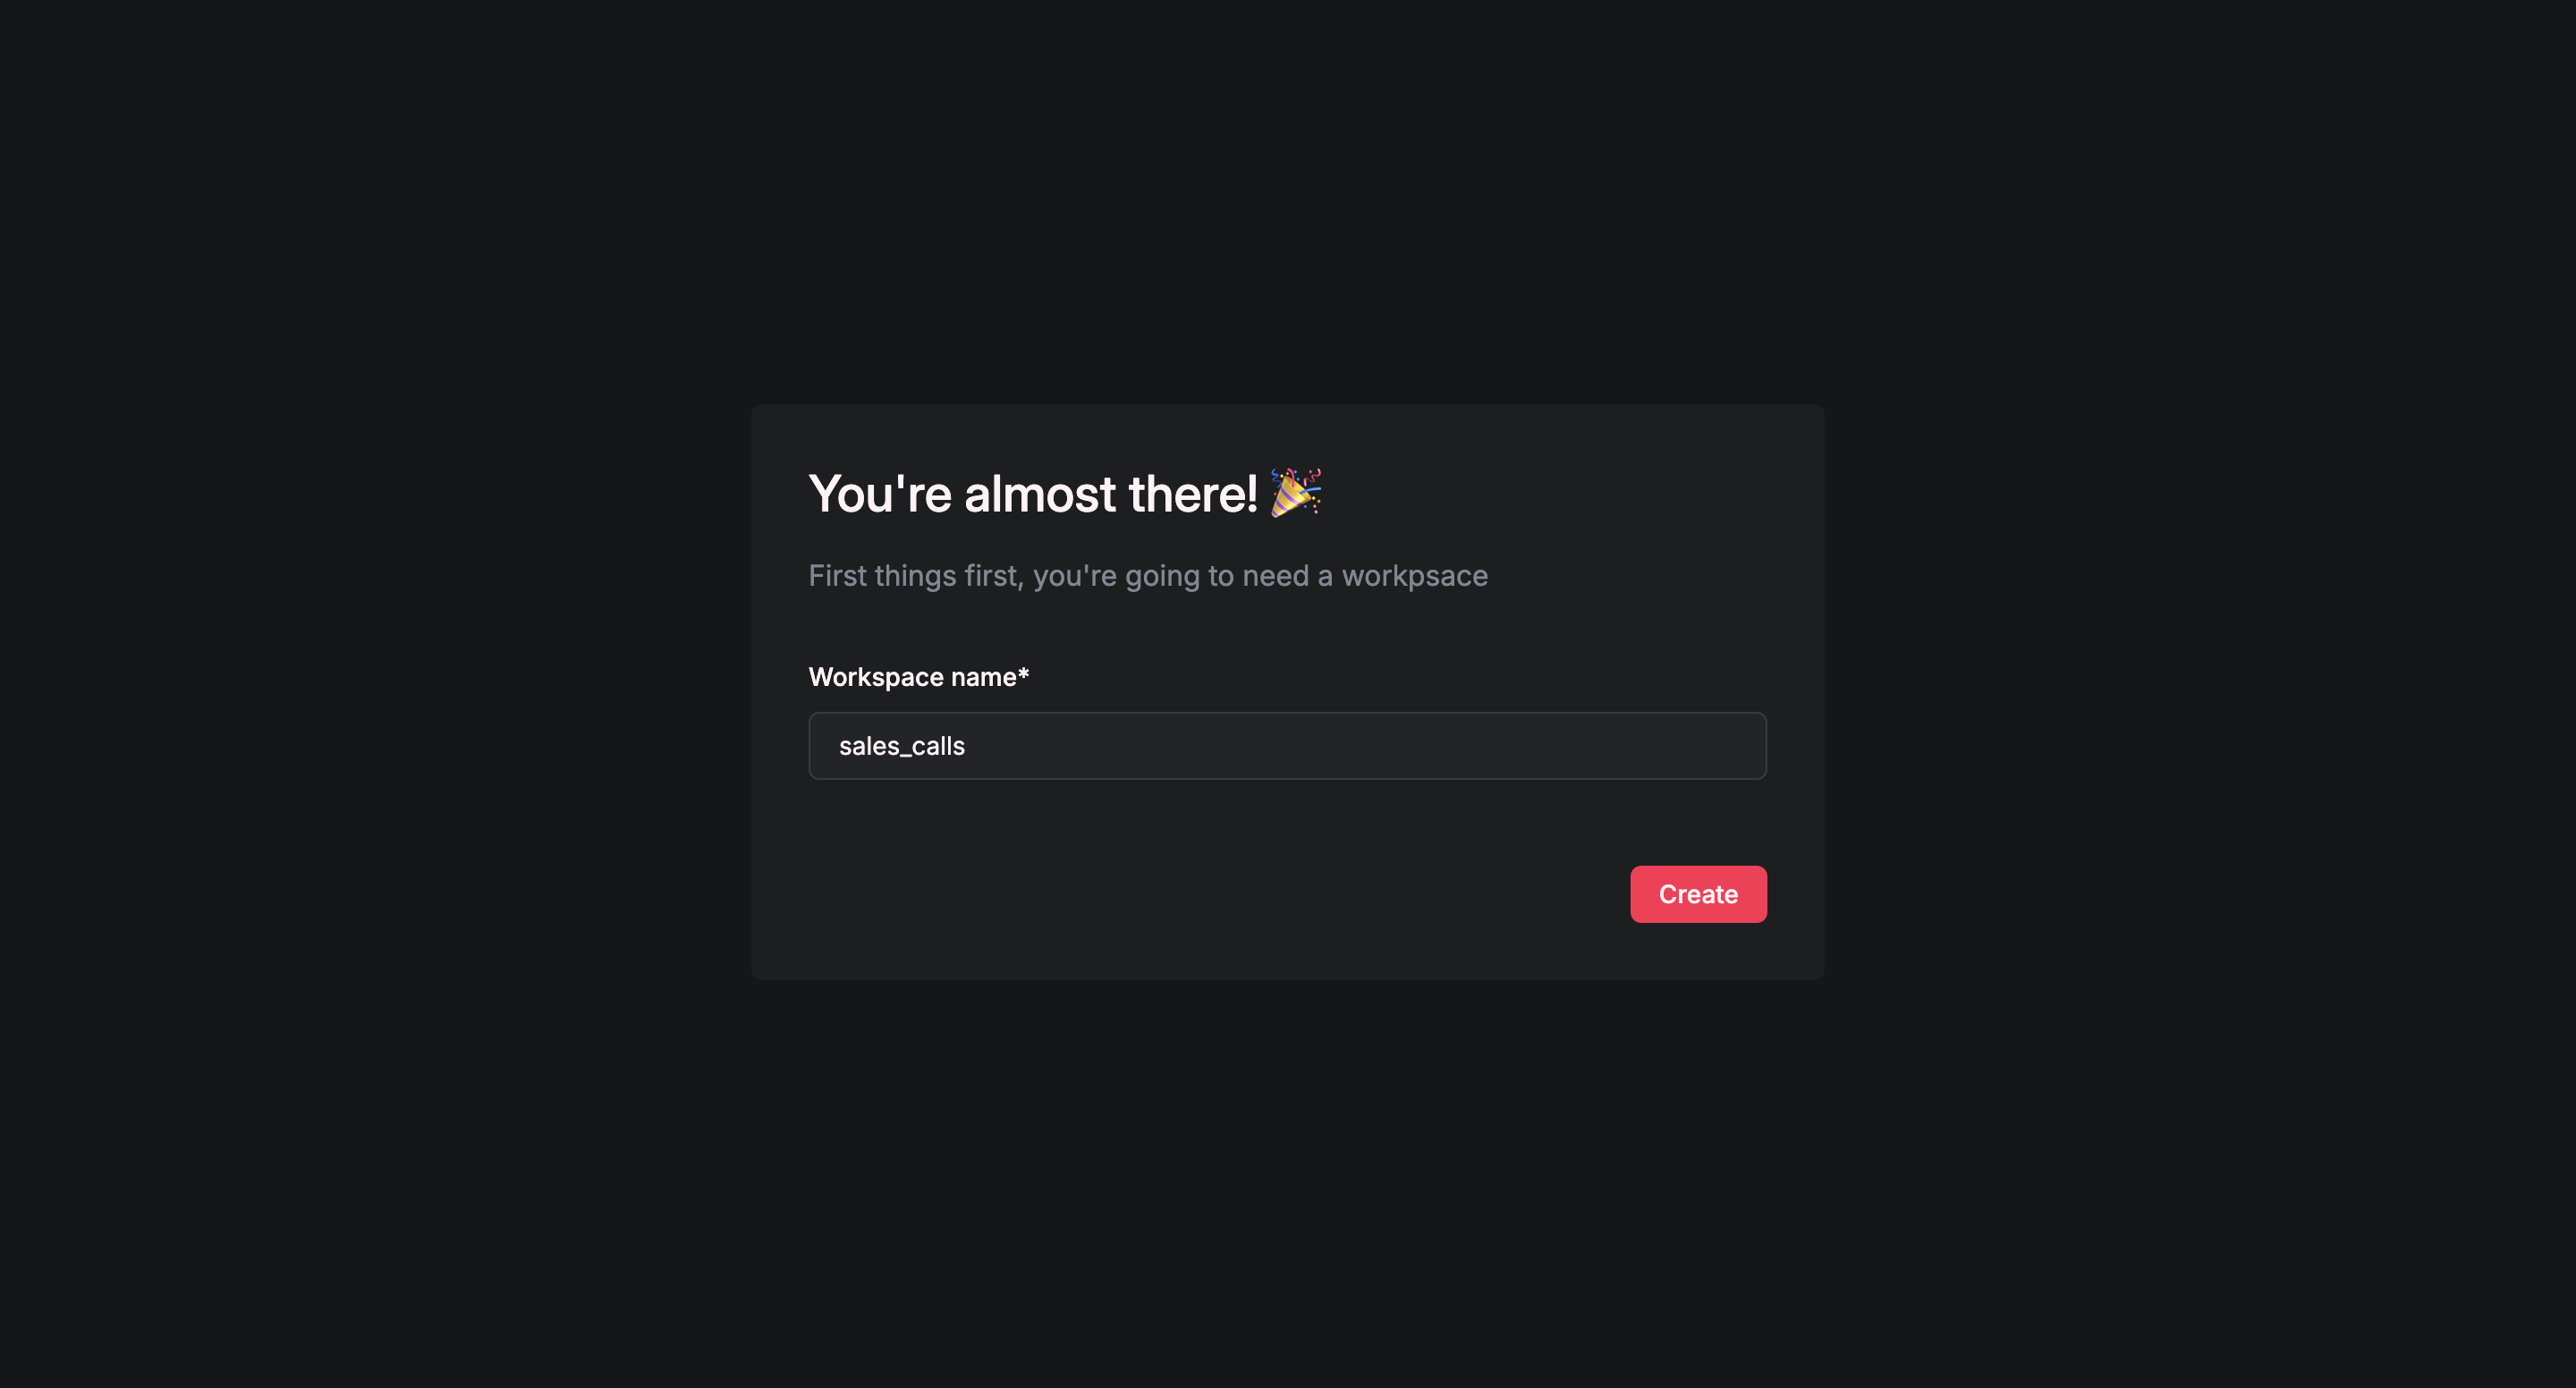 You're almost there! 🎉
First things first, you're going to need a workpsace
Workspace name*
sales_calls
Create